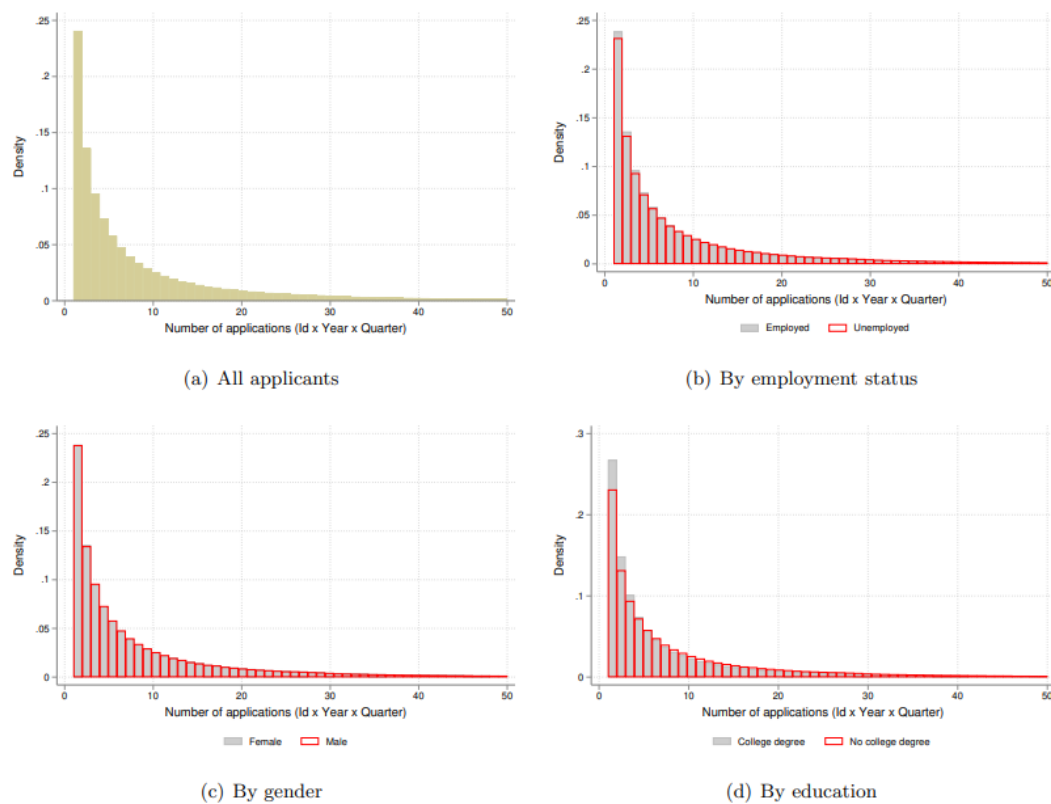 .25
.2
.15
.1
.05
0
Density
0 10 20 30 40 50
Number of applications (Id x Year x Quarter)
(a) All applicants
.25
.2
.15
.1
.05
0
Density
0 10 20 30 40 50
Number of applications (Id x Year x Quarter)
Employed Unemployed
(b) By employment status
.25
.2
.15
.1
.05
0
Density
0 10 20 30 40 50
Number of applications (Id x Year x Quarter)
Female Male
(c) By gender
.3
.2
.1
0
Density
0 10 20 30 40 50
Number of applications (Id x Year x Quarter)
College degree No college degree
(d) By education